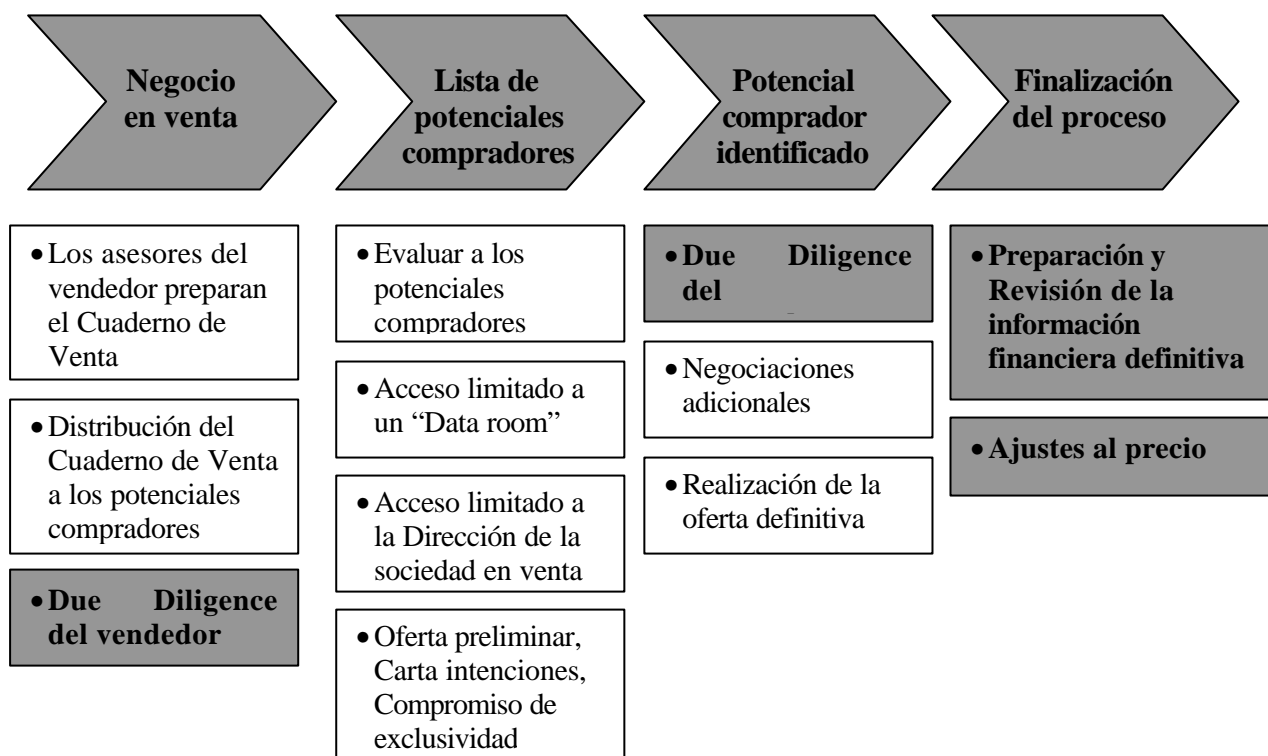 Negocio
en venta
Lista de
potenciales
compradores
Potencial
comprador
identificado
Finalización
del proceso
• Los asesores del
vendedor preparan
el Cuaderno de
Venta
• Distribución del
Cuaderno de Venta
a los potenciales
compradores
• Due Diligence
del vendedor
• Evaluar a los
potenciales
compradores
• Acceso limitado a
un “Data room”
• Acceso limitado a
la Dirección de la
sociedad en venta
• Oferta preliminar,
Carta intenciones,
Compromiso de
exclusividad
• Due Diligence
del
• Negociaciones
adicionales
• Realización de la
oferta definitiva
• Preparación y
Revisión de la
información
financiera definitiva
• Ajustes al precio